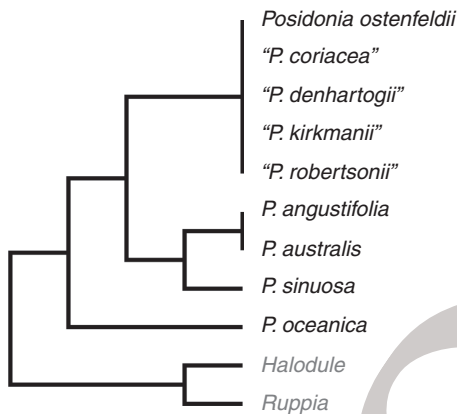 Posidonia ostenfeldii
“P. coriacea”
“P. denhartogii”
“P. kirkmanii”
“P. robertsonii”
P. angustifolia
P. australis
P. sinuosa
P. oceanica
Halodule
Ruppia